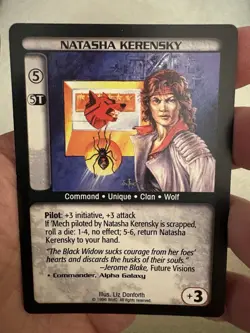 NATASHA KERENSKY
5
5T
Command • Unique • Clan • Wolf
Pilot: +3 initiative, +3 attack
If 'Mech piloted by Natasha Kerensky is scrapped,
roll a die: 1-4, no effect; 5-6, return Natasha
Kerensky to your hand.
"The Black Widow sucks courage from her foes'
hearts and discards the husks of their souls."
—Jerome Blake, Future Visions
• Commander, Alpha Galaxy
Illus. Liz Danforth
+3